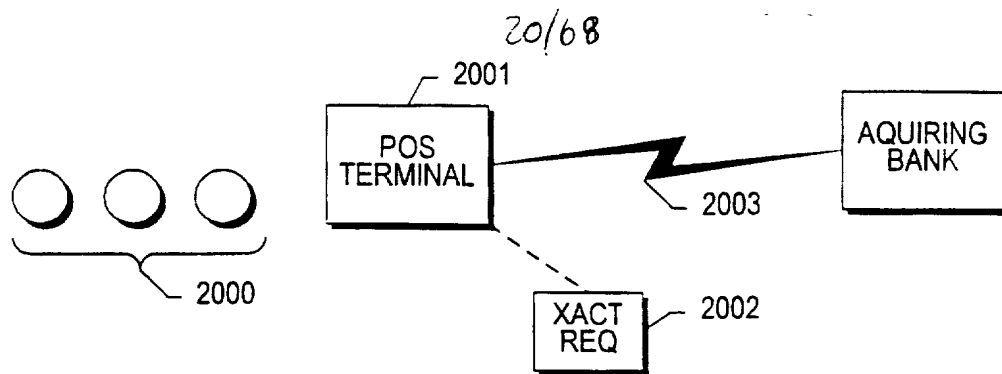 20/68
2001
POS
TERMINAL
AQUIRING
BANK
2003
2000
XACT
REQ
2002